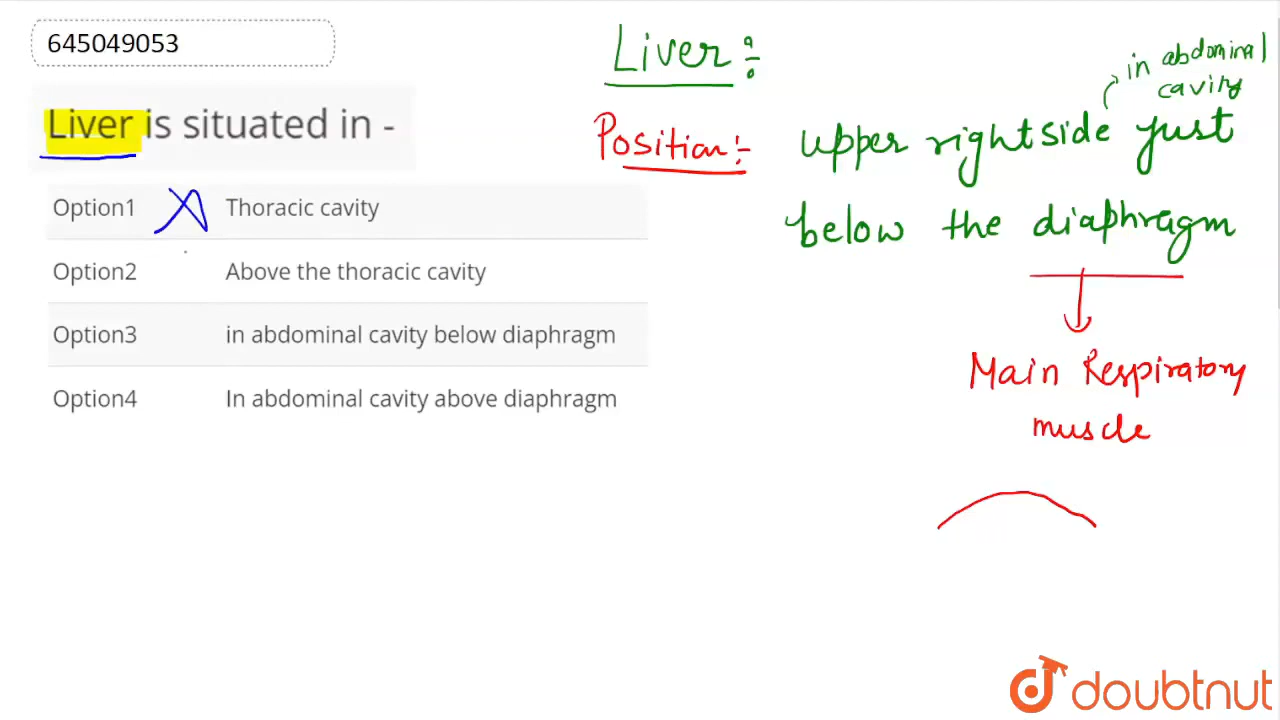 645049053
Liver is situated in -
Option1 Thoracic cavity
Option2 Above the thoracic cavity
Option3 in abdominal cavity below diaphragm
Option4 In abdominal cavity above diaphragm
Liver :
in abdominal
cavity
Position :- upper right side just
below the diaphragm
Main Respiratory
muscle
doubtnut